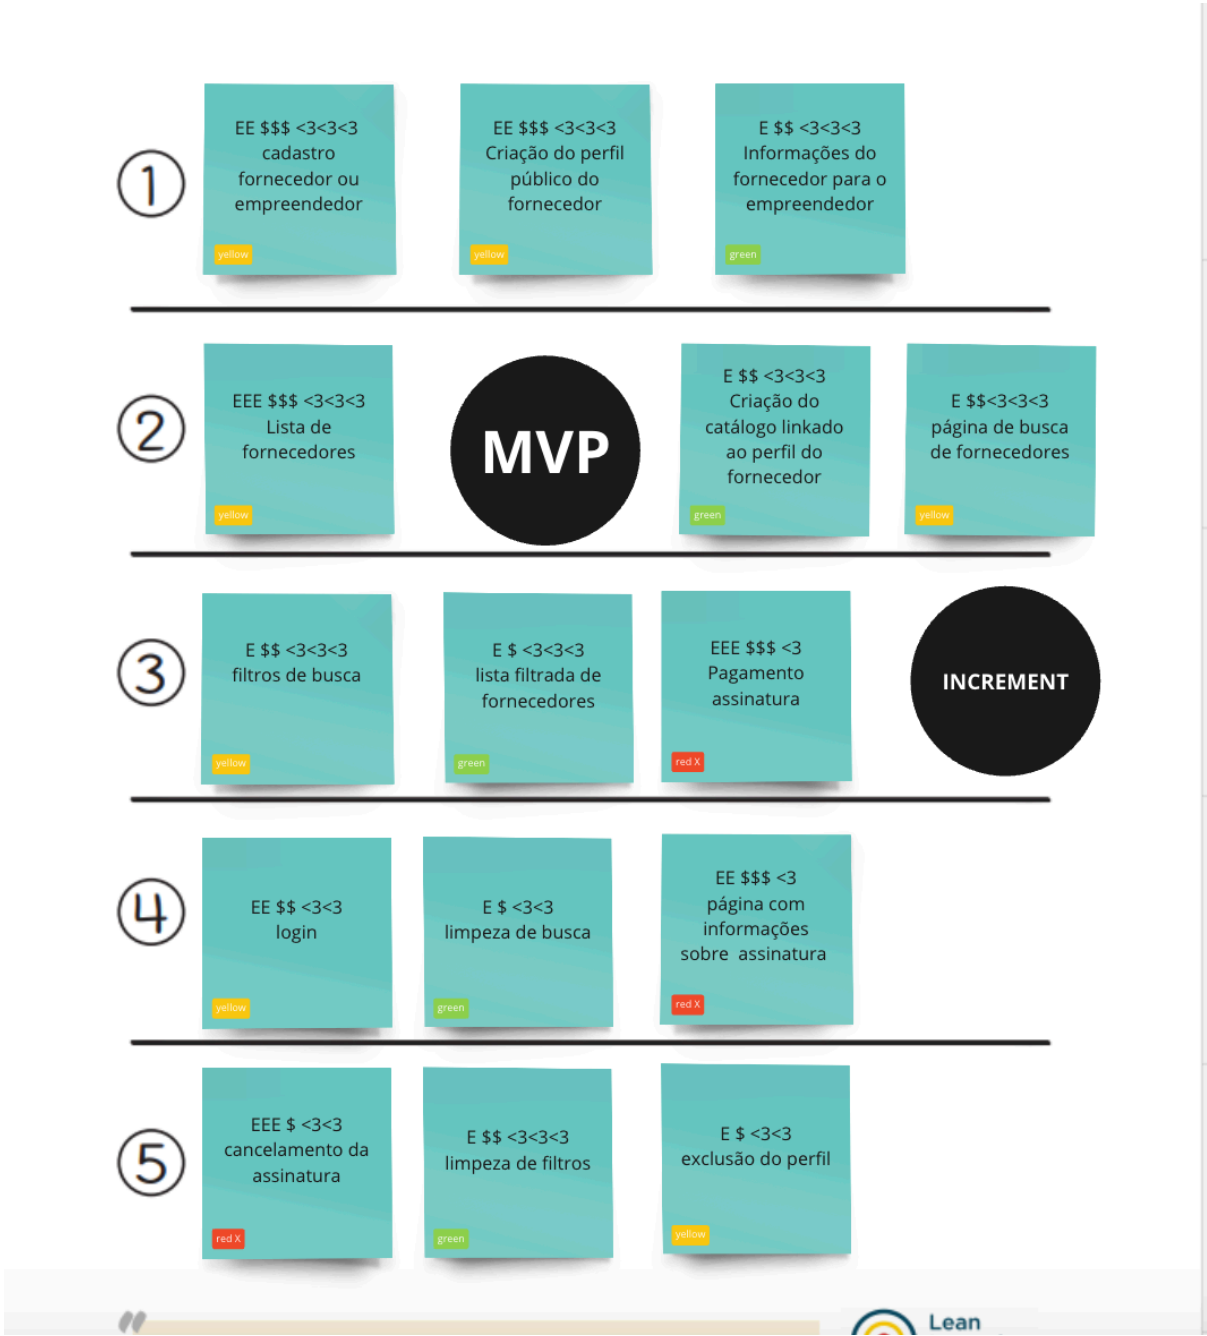 1
EE $$$ <3<3<3
cadastro
fornecedor ou
empreendedor
yellow
EE $$$ <3<3<3
Criação do perfil
público do
fornecedor
yellow
E $$ <3<3<3
Informações do
fornecedor para o
empreendedor
green
2
EEE $$$ <3<3<3
Lista de
fornecedores
yellow
MVP
E $$ <3<3<3
Criação do
catálogo linkado
ao perfil do
fornecedor
green
E $$<3<3<3
página de busca
de fornecedores
yellow
3
E $$ <3<3<3
filtros de busca
yellow
E $ <3<3<3
lista filtrada de
fornecedores
green
EEE $$$ <3
Pagamento
assinatura
red X
INCREMENT
4
EE $$ <3<3
login
yellow
E $ <3<3
limpeza de busca
green
EE $$$ <3
página com
informações
sobre  assinatura
red X
5
EEE $ <3<3
cancelamento da
assinatura
red X
E $$ <3<3<3
limpeza de filtros
green
E $ <3<3
exclusão do perfil
yellow
Lean